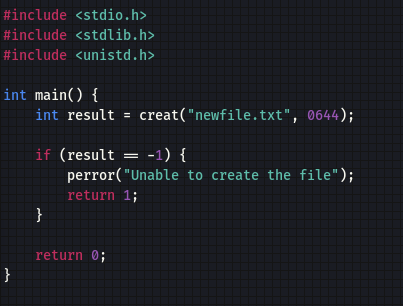 #include <stdio.h>
#include <stdlib.h>
#include <unistd.h>
int main() {
    int result = creat("newfile.txt", 0644);
    if (result == -1) {
        perror("Unable to create the file");
        return 1;
    }
    return 0;
}